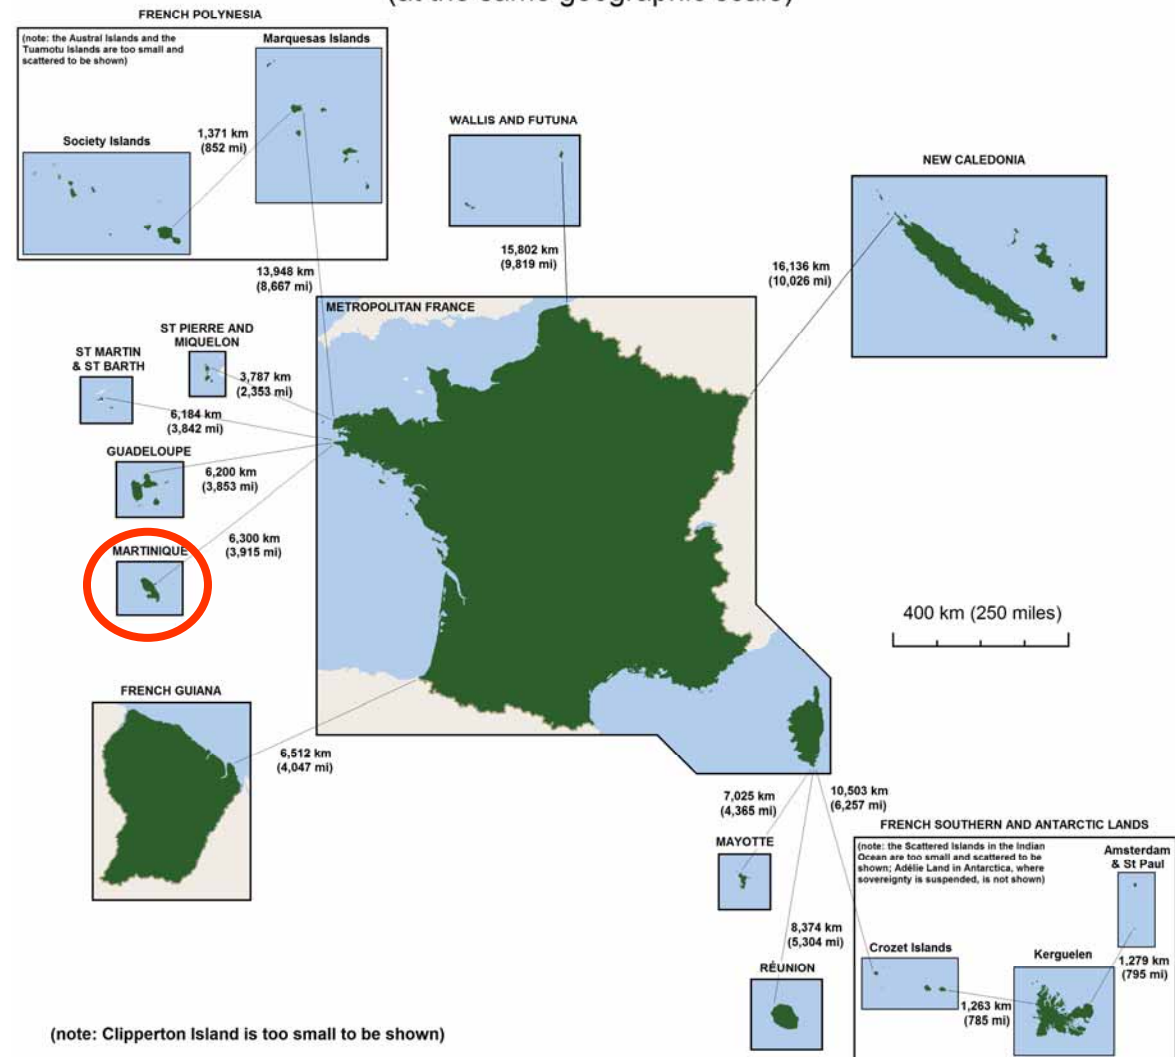 (at the same geographic scale)
FRENCH POLYNESIA
(note: the Austral Islands and the
Tuamotu Islands are too small and
scattered to be shown)
Marquesas Islands
Society Islands
1,371 km
(852 mi)
13,948 km
(8,667 mi)
WALLIS AND FUTUNA
15,802 km
(9,819 mi)
NEW CALEDONIA
16,136 km
(10,026 mi)
METROPOLITAN FRANCE
ST PIERRE AND
MIQUELON
3,787 km
(2,353 mi)
ST MARTIN
& ST BARTH
6,184 km
(3,842 mi)
GUADELOUPE
6,200 km
(3,853 mi)
MARTINIQUE
6,300 km
(3,915 mi)
400 km (250 miles)
FRENCH GUIANA
6,512 km
(4,047 mi)
7,025 km
(4,365 mi)
MAYOTTE
10,503 km
(6,257 mi)
8,374 km
(5,304 mi)
RÉUNION
FRENCH SOUTHERN AND ANTARCTIC LANDS
(note: the Scattered Islands in the Indian
Ocean are too small and scattered to be
shown; Adélie Land in Antarctica, where
sovereignty is suspended, is not shown)
Amsterdam
& St Paul
Crozet Islands
Kerguelen
1,279 km
(795 mi)
1,263 km
(785 mi)
(note: Clipperton Island is too small to be shown)